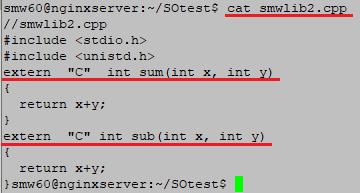 smw60@nginxserver:~/SOtest$ cat smwlib2.cpp
//smwlib2.cpp
#include <stdio.h>
#include <unistd.h>
extern  "C"  int sum(int x, int y)
{
  return x+y;
}
extern  "C" int sub(int x, int y)
{
  return x+y;
}smw60@nginxserver:~/SOtest$